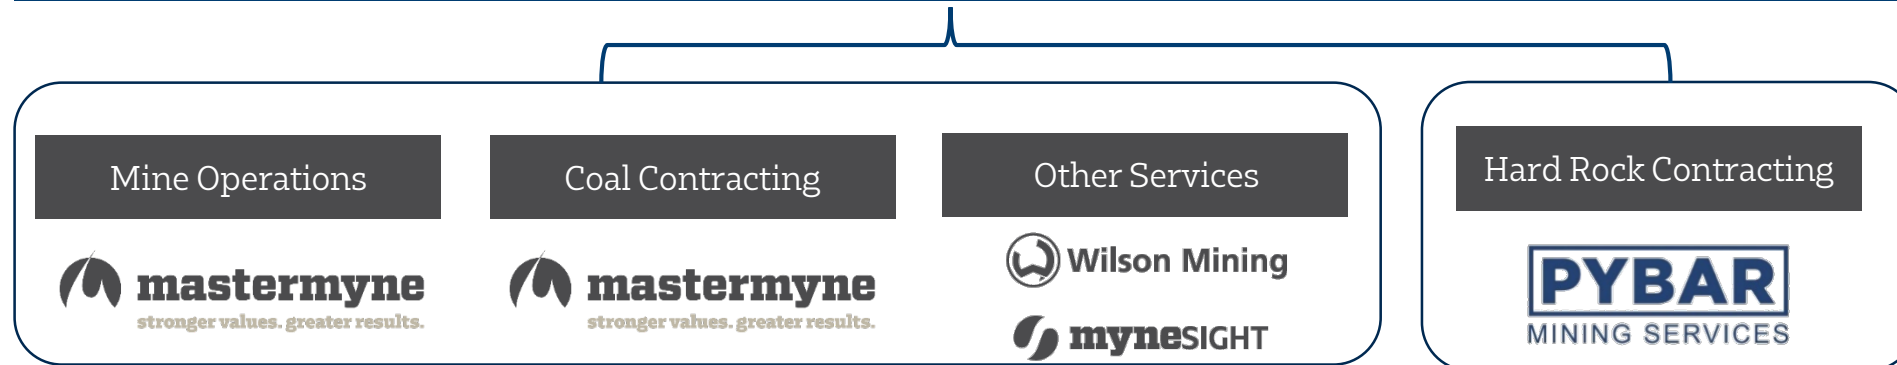 Mine Operations
mastermyne
stronger values. greater results.
Coal Contracting
mastermyne
stronger values. greater results.
Other Services
Wilson Mining
myneSIGHT
Hard Rock Contracting
PYBAR
MINING SERVICES